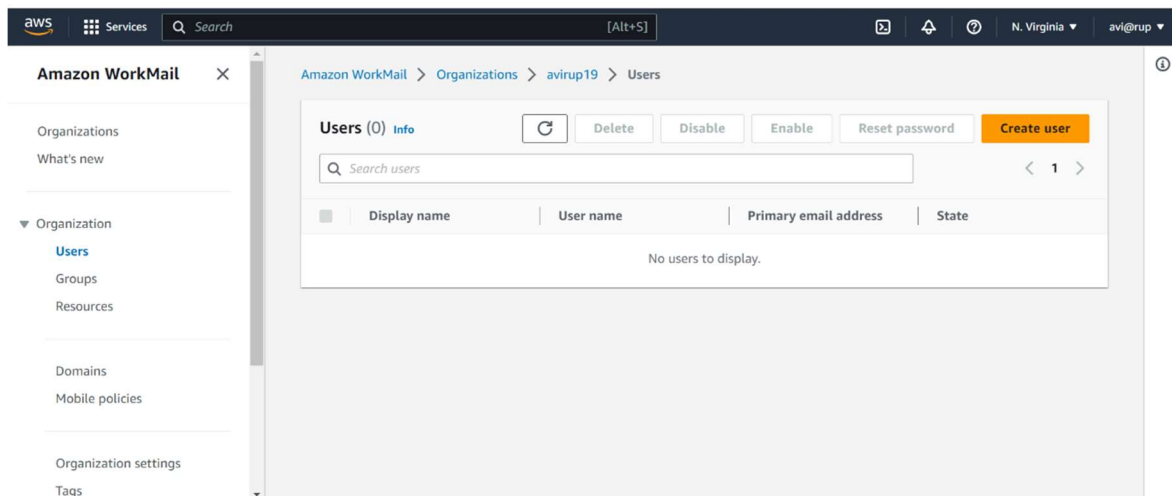 aws Services Search [Alt+S] N. Virginia ▼ avi@rup ▼
Amazon WorkMail
Organizations
What's new
▼ Organization
Users
Groups
Resources
Domains
Mobile policies
Organization settings
Tags
Amazon WorkMail > Organizations > avirup19 > Users
Users (0) Info Delete Disable Enable Reset password Create user
Search users < 1 >
Display name User name Primary email address State
No users to display.